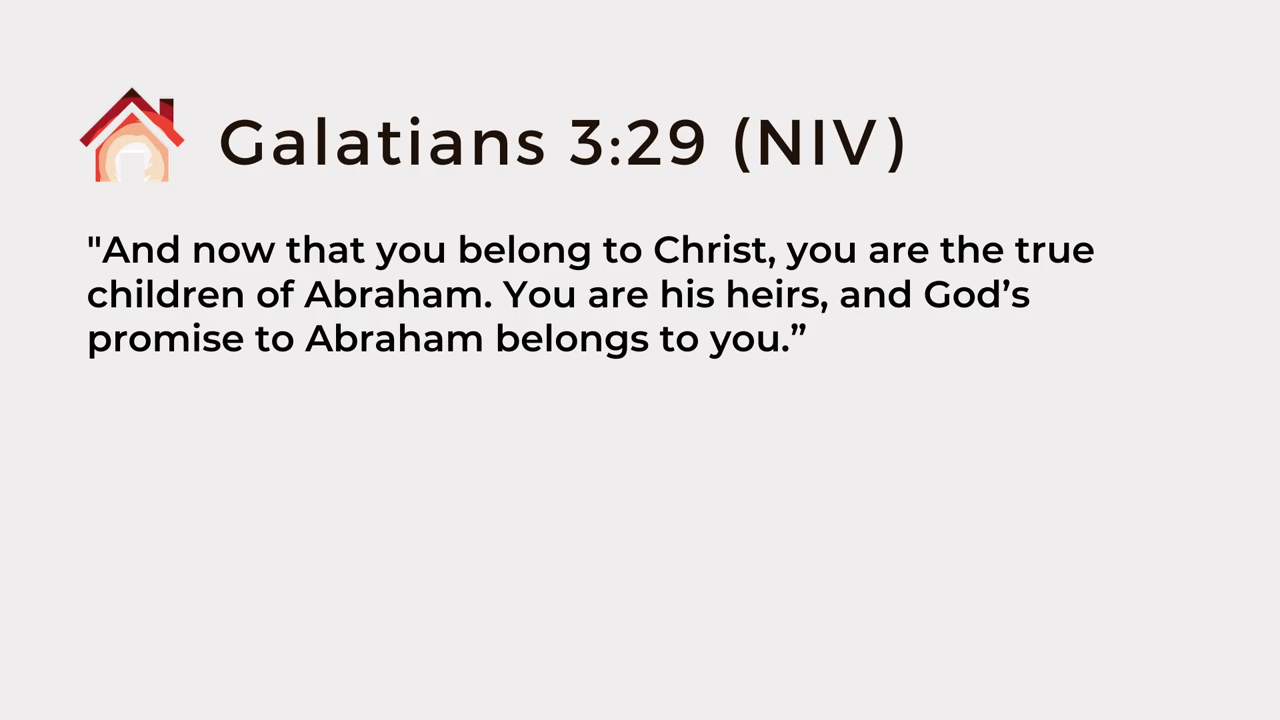 Galatians 3:29 (NIV)
"And now that you belong to Christ, you are the true
children of Abraham. You are his heirs, and God’s
promise to Abraham belongs to you.”